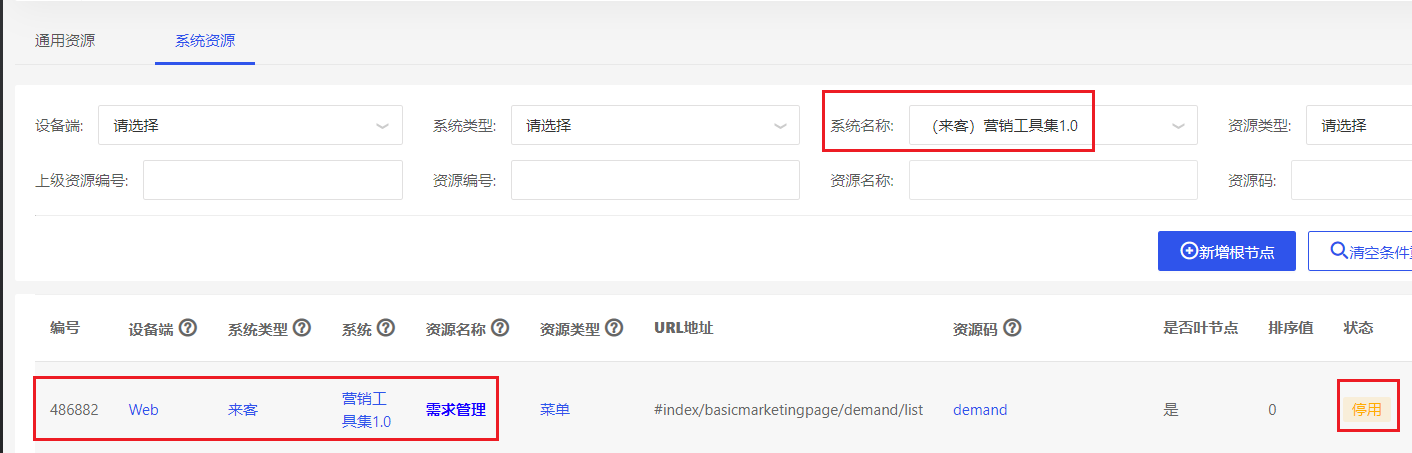 通用资源 系统资源
设备端: 请选择 系统类型: 请选择 系统名称: （来客）营销工具集1.0 资源类型: 请选择
上级资源编号: 资源编号: 资源名称: 资源码:
新增根节点 清空条件
编号 设备端 系统类型 系统 资源名称 资源类型 URL地址 资源码 是否叶节点 排序值 状态
486882 Web 来客 营销工 需求管理 菜单 #index/basicmarketingpage/demand/list demand 是 0 停用
具集1.0